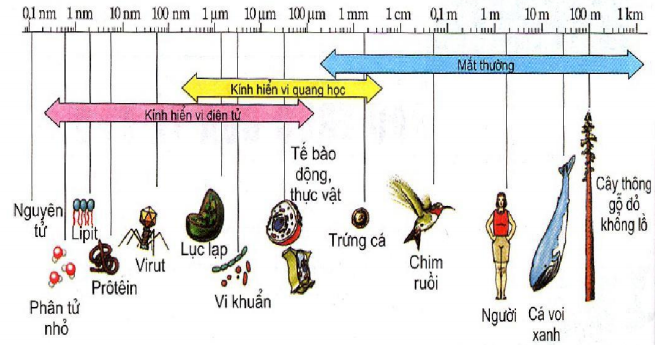 0,1 nm 1 nm 10 nm 100 nm 1 µm 10 µm 100 µm 1 mm 1 cm 0,1 m 1 m 10 m 100 m 1 km
Mắt thường
Kính hiển vi quang học
Kính hiển vi điện tử
Nguyên
tử
Phân tử
nhỏ
Lipit
Prôtêin
Virut
Lục lạp
Vi khuẩn
Tế bào
động,
thực vật
Trứng cá
Chim
ruồi
Người
Cá voi
xanh
Cây thông
gỗ đỏ
khổng lồ